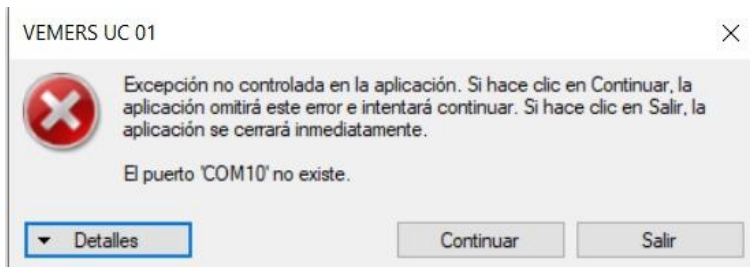 VEMERS UC 01
Excepción no controlada en la aplicación. Si hace clic en Continuar, la
aplicación omitirá este error e intentará continuar. Si hace clic en Salir, la
aplicación se cerrará inmediatamente.
El puerto 'COM10' no existe.
Detalles
Continuar
Salir